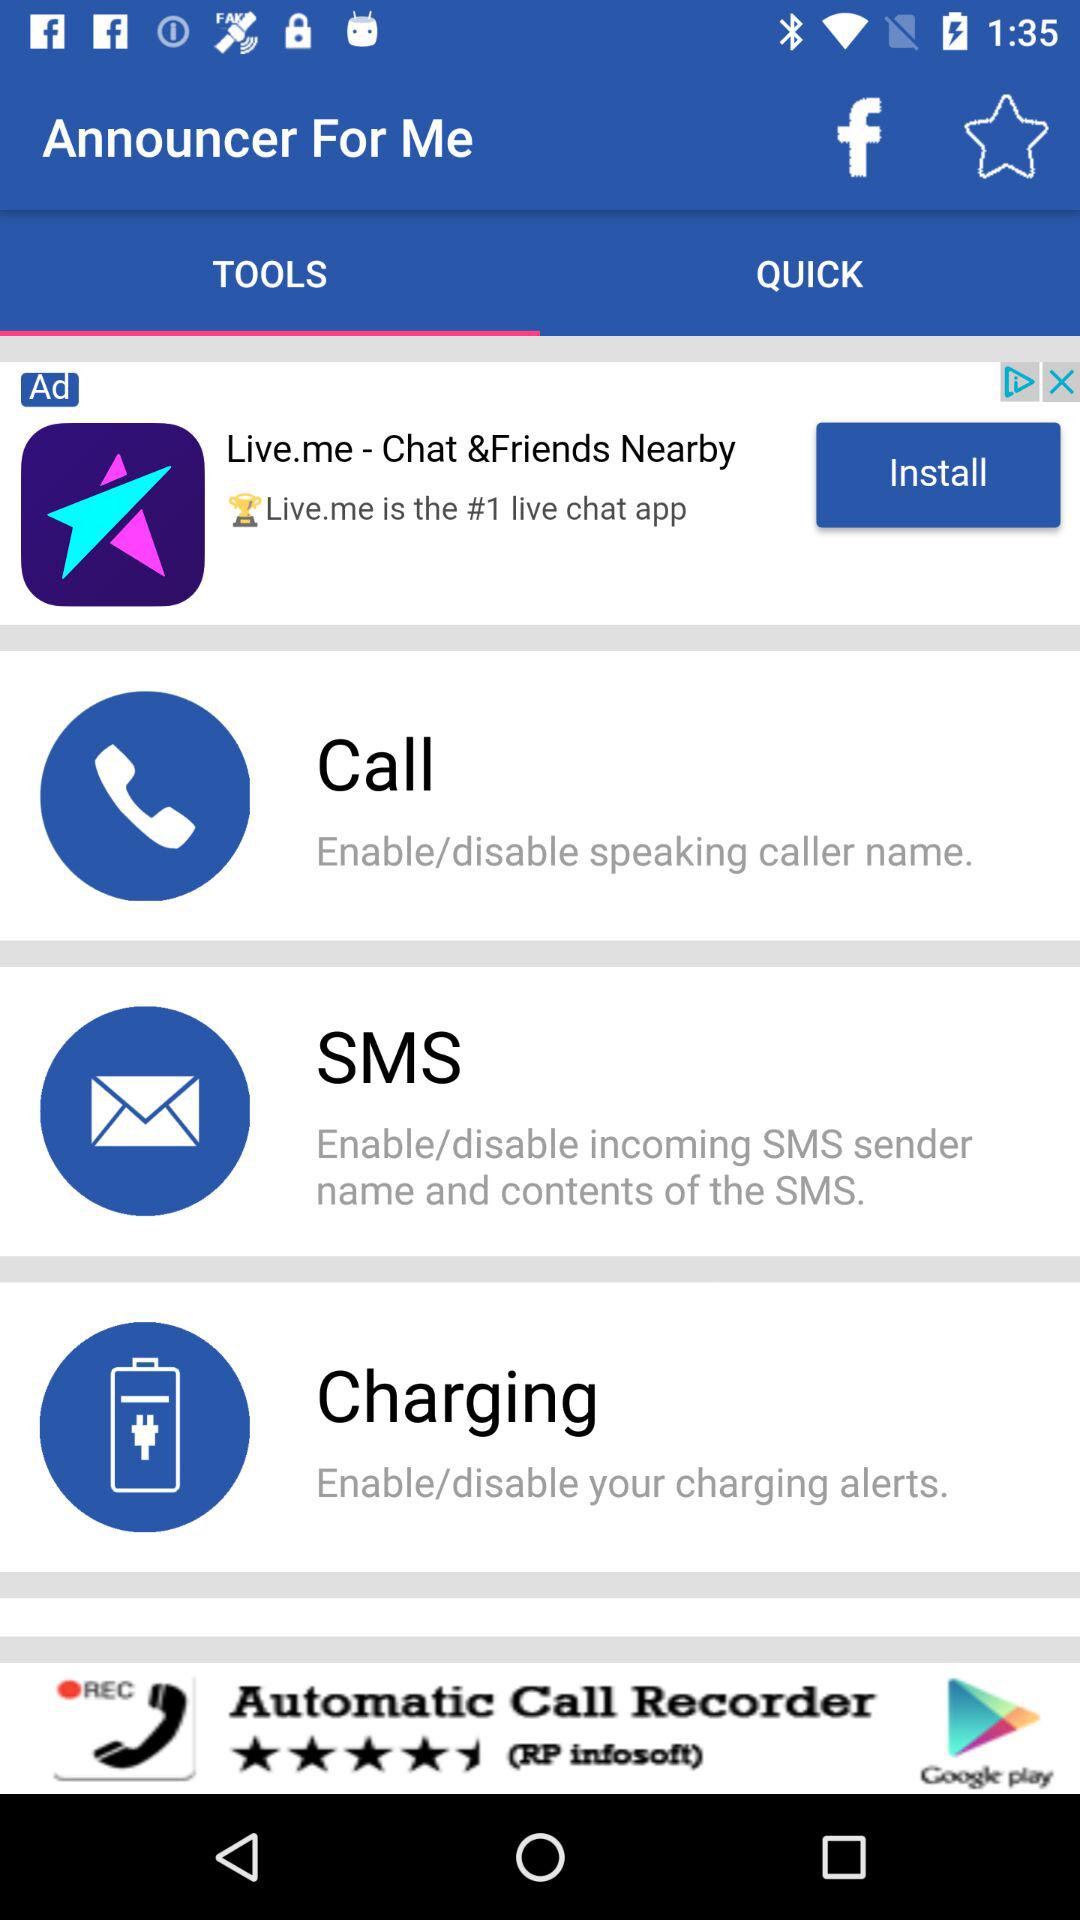 FAKE
1:35
Announcer For Me
TOOLS
QUICK
Ad
Live.me - Chat &Friends Nearby
🏆Live.me is the #1 live chat app
Install
Call
Enable/disable speaking caller name.
SMS
Enable/disable incoming SMS sender
name and contents of the SMS.
Charging
Enable/disable your charging alerts.
REC
Automatic Call Recorder
(RP infosoft)
Google play